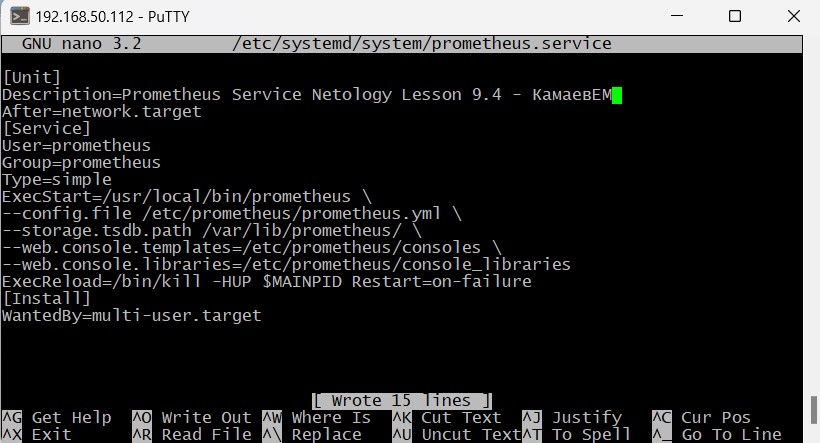 192.168.50.112 - PuTTY
GNU nano 3.2 /etc/systemd/system/prometheus.service
[Unit]
Description=Prometheus Service Netology Lesson 9.4 - КамаевЕМ
After=network.target
[Service]
User=prometheus
Group=prometheus
Type=simple
ExecStart=/usr/local/bin/prometheus \
--config.file /etc/prometheus/prometheus.yml \
--storage.tsdb.path /var/lib/prometheus/ \
--web.console.templates=/etc/prometheus/consoles \
--web.console.libraries=/etc/prometheus/console_libraries
ExecReload=/bin/kill -HUP $MAINPID Restart=on-failure
[Install]
WantedBy=multi-user.target
[ Wrote 15 lines ]
^G Get Help ^O Write Out ^W Where Is ^K Cut Text ^J Justify ^C Cur Pos
^X Exit ^R Read File ^\ Replace ^U Uncut Text ^T To Spell ^_ Go To Line